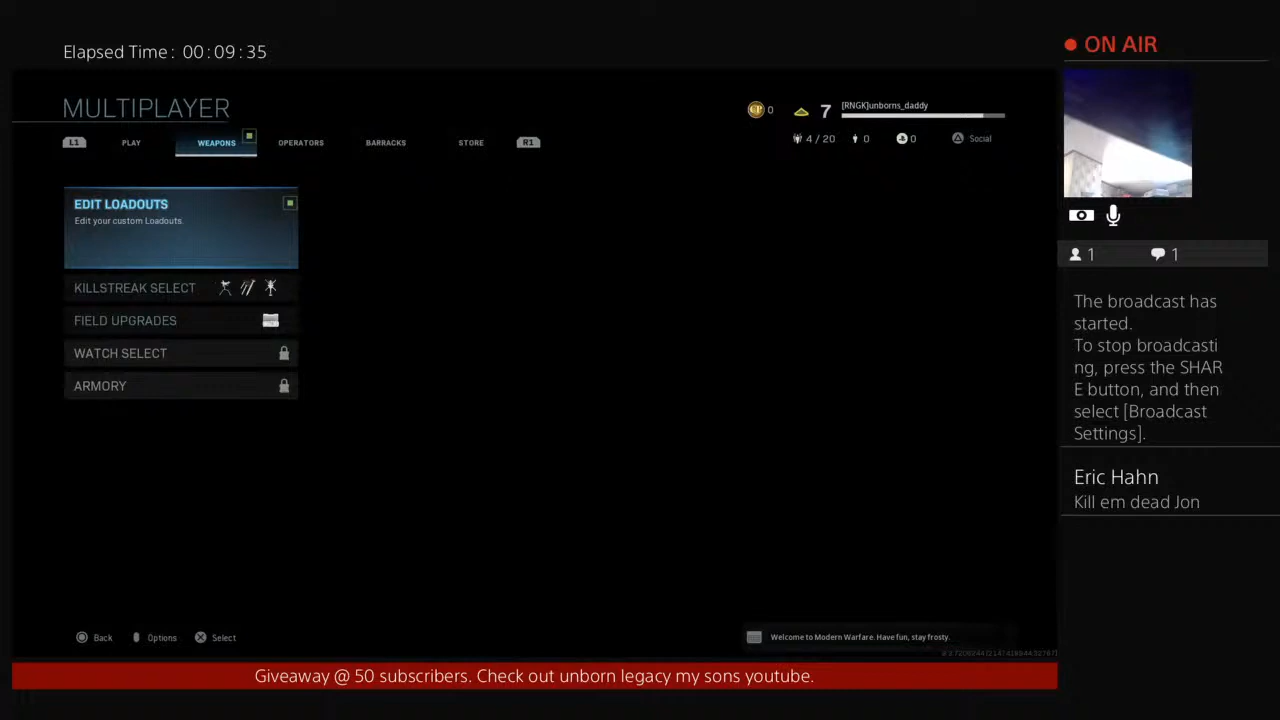 Elapsed Time: 00:09:35
ON AIR
MULTIPLAYER
CP 0
7
[RNGK]unborns_daddy
4 / 20
0
0
Social
L1
PLAY
WEAPONS
OPERATORS
BARRACKS
STORE
R1
EDIT LOADOUTS
Edit your custom Loadouts.
KILLSTREAK SELECT
FIELD UPGRADES
WATCH SELECT
ARMORY
1
1
The broadcast has
started.
To stop broadcasti
ng, press the SHAR
E button, and then
select [Broadcast
Settings].
Eric Hahn
Kill em dead Jon
Back
Options
Select
Welcome to Modern Warfare. Have fun, stay frosty.
Giveaway @ 50 subscribers. Check out unborn legacy my sons youtube.